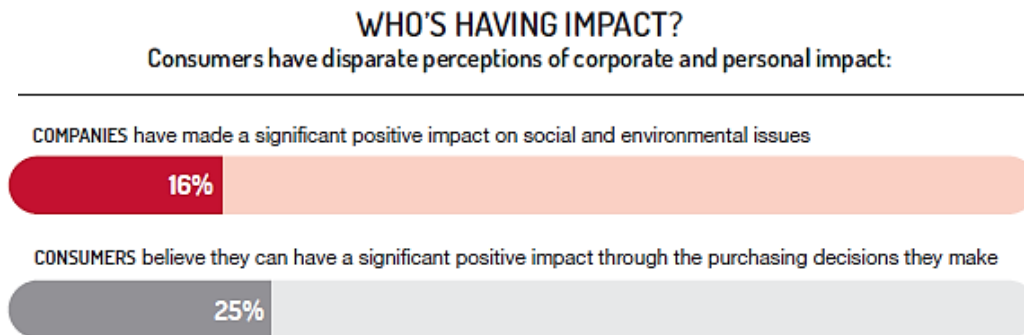 WHO'S HAVING IMPACT?
Consumers have disparate perceptions of corporate and personal impact:
COMPANIES have made a significant positive impact on social and environmental issues
16%
CONSUMERS believe they can have a significant positive impact through the purchasing decisions they make
25%